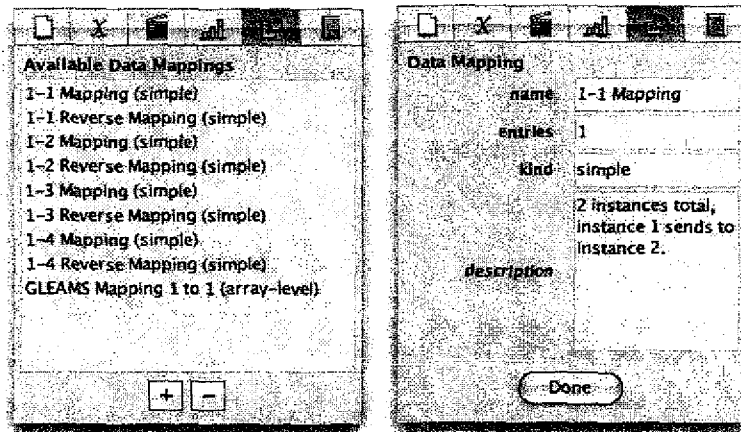 Available Data Mappings
1-1 Mapping (simple)
1-1 Reverse Mapping (simple)
1-2 Mapping (simple)
1-2 Reverse Mapping (simple)
1-3 Mapping (simple)
1-3 Reverse Mapping (simple)
1-4 Mapping (simple)
1-4 Reverse Mapping (simple)
GLEAMS Mapping 1 to 1 (array-level)
+ -
Data Mapping
name 1-1 Mapping
entries 1
kind simple
description 2 instances total,
instance 1 sends to
instance 2.
Done